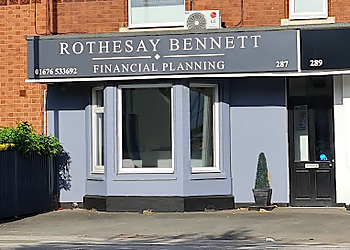 ROTHESAY BENNETT
01676 533692
FINANCIAL PLANNING
287
289